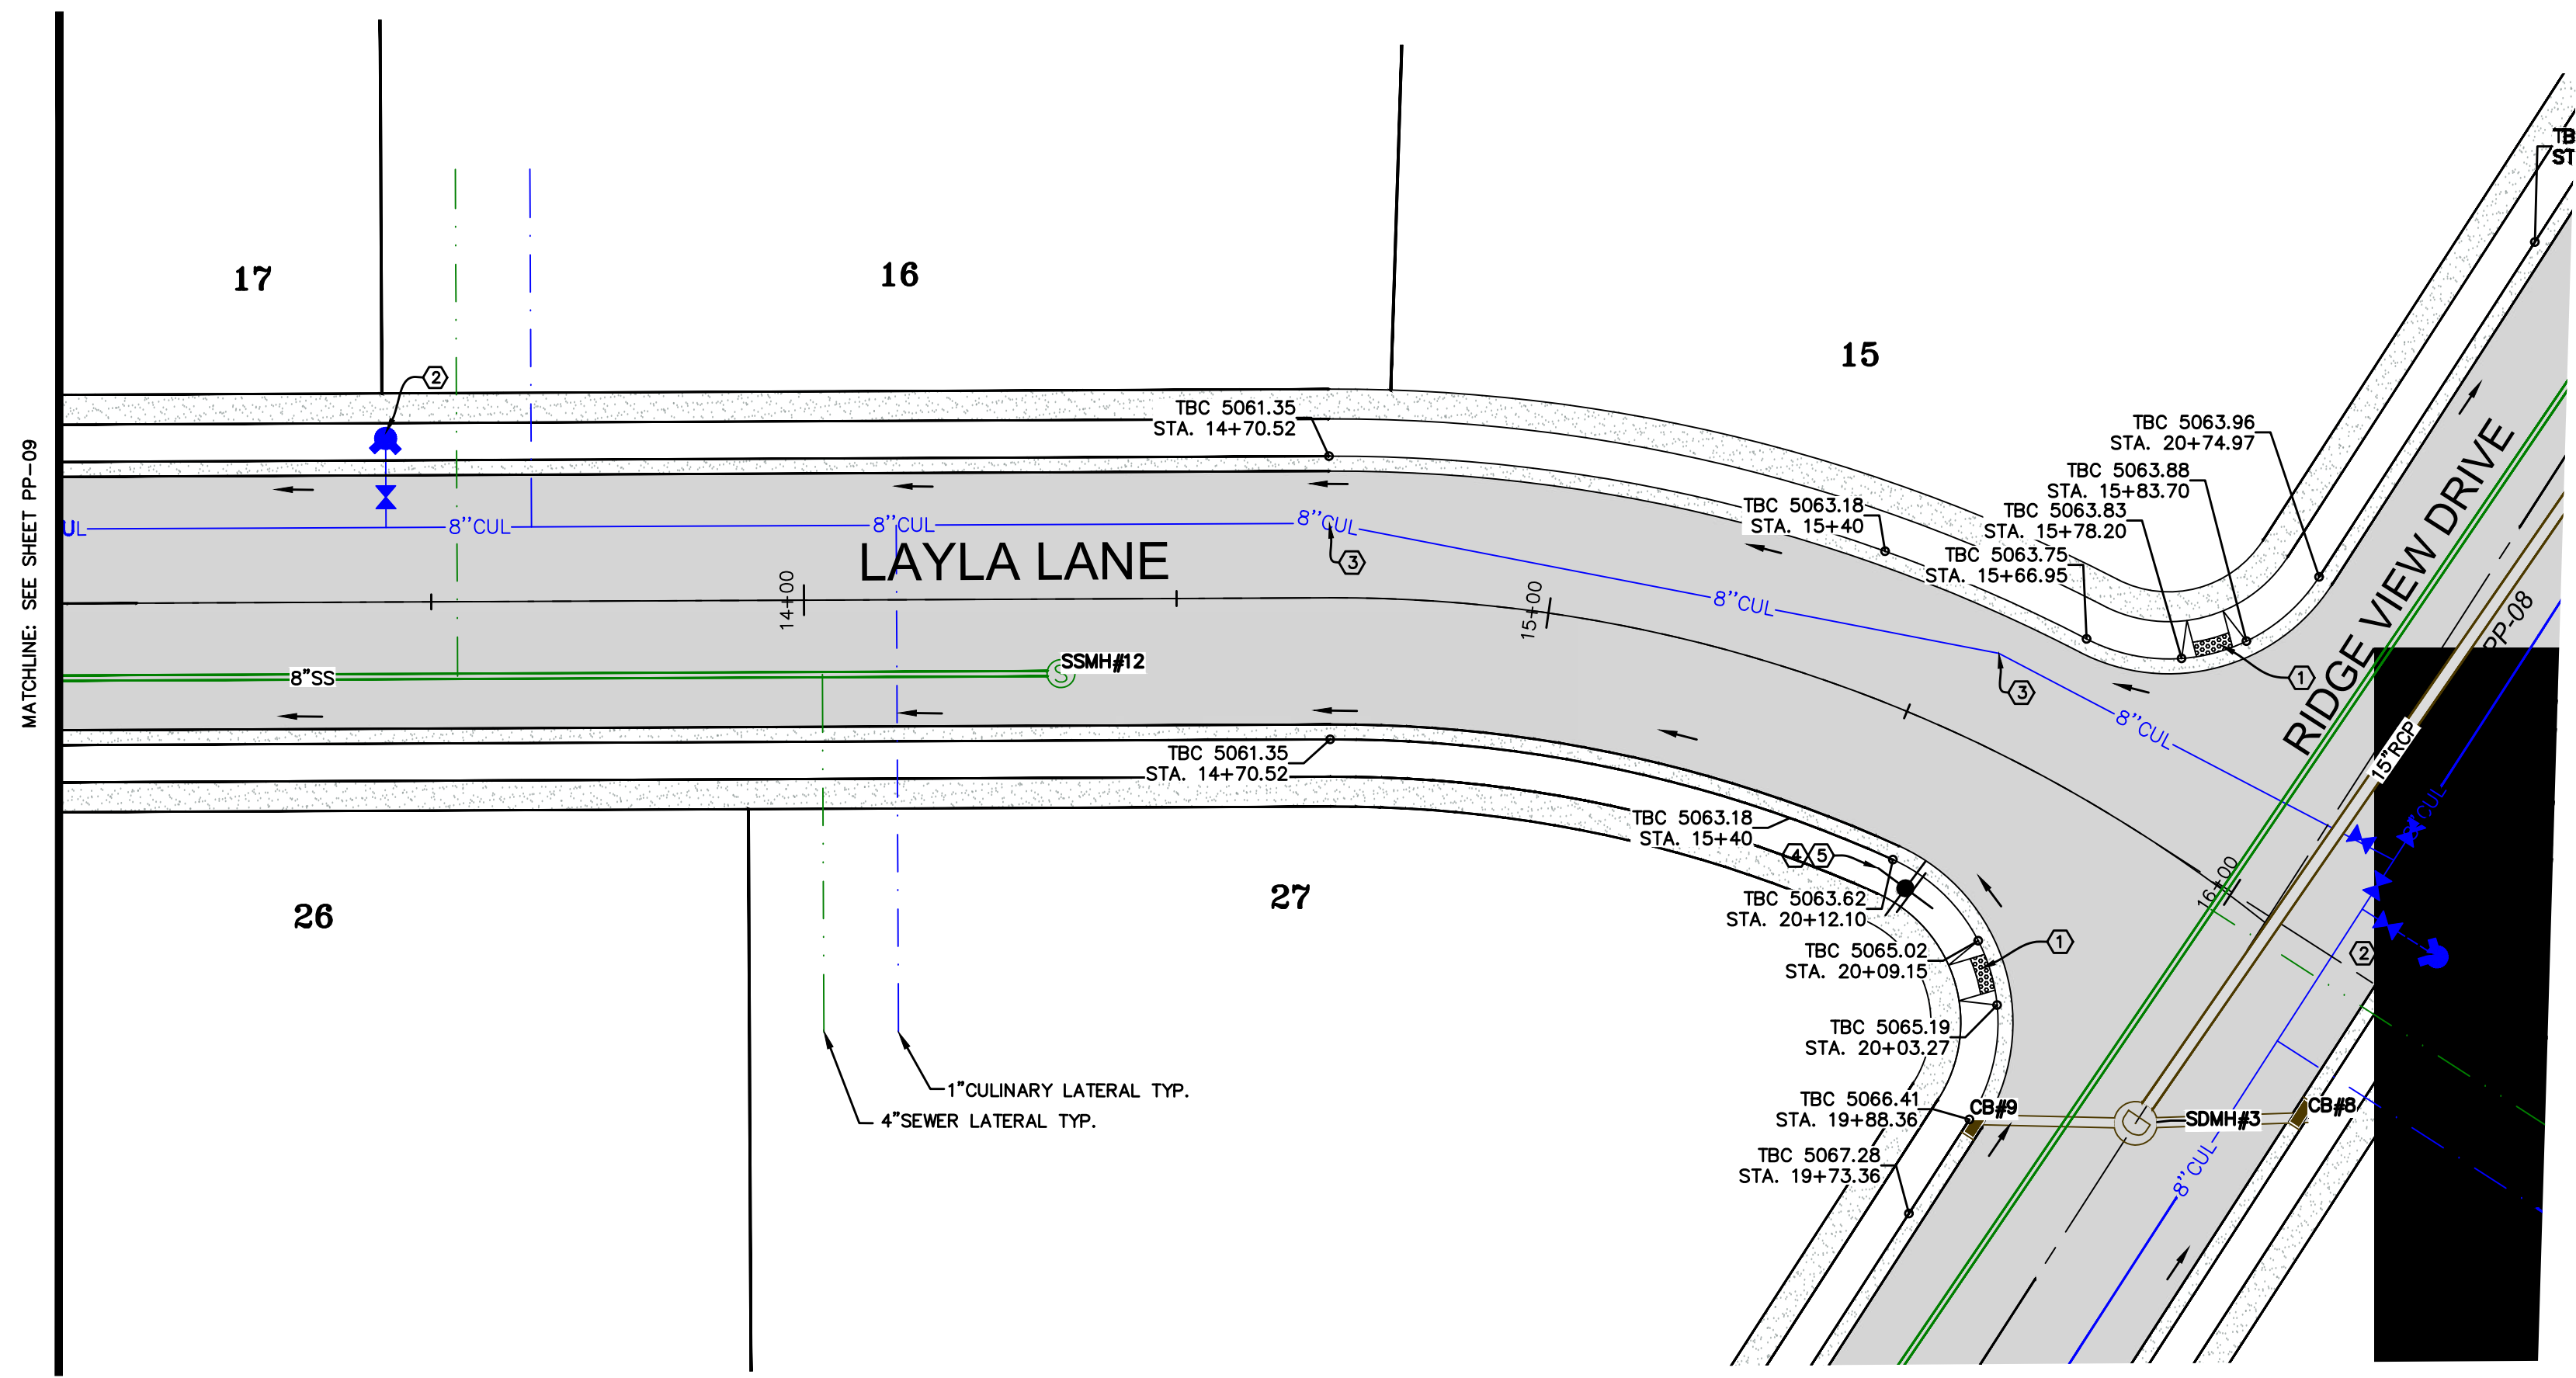 MATCHLINE: SEE SHEET PP-09
17
16
15
2
TBC 5061.35
STA. 14+70.52
TBC 5063.96
STA. 20+74.97
TBC 5063.88
STA. 15+83.70
TBC 5063.83
STA. 15+78.20
TBC 5063.75
STA. 15+66.95
TBC 5063.18
STA. 15+40
TB
ST
UL
8"CUL
8"CUL
8"CUL
8"CUL
8"CUL
3
3
1
LAYLA LANE
14+00
15+00
16+00
RIDGE VIEW DRIVE
PP-08
15"RCP
8"SS
SSMH#12
TBC 5061.35
STA. 14+70.52
TBC 5063.18
STA. 15+40
4
5
TBC 5063.62
STA. 20+12.10
TBC 5065.02
STA. 20+09.15
1
2
8"CUL
TBC 5065.19
STA. 20+03.27
TBC 5066.41
STA. 19+88.36
TBC 5067.28
STA. 19+73.36
CB#9
SDMH#3
CB#8
8"CUL
26
27
1"CULINARY LATERAL TYP.
4"SEWER LATERAL TYP.